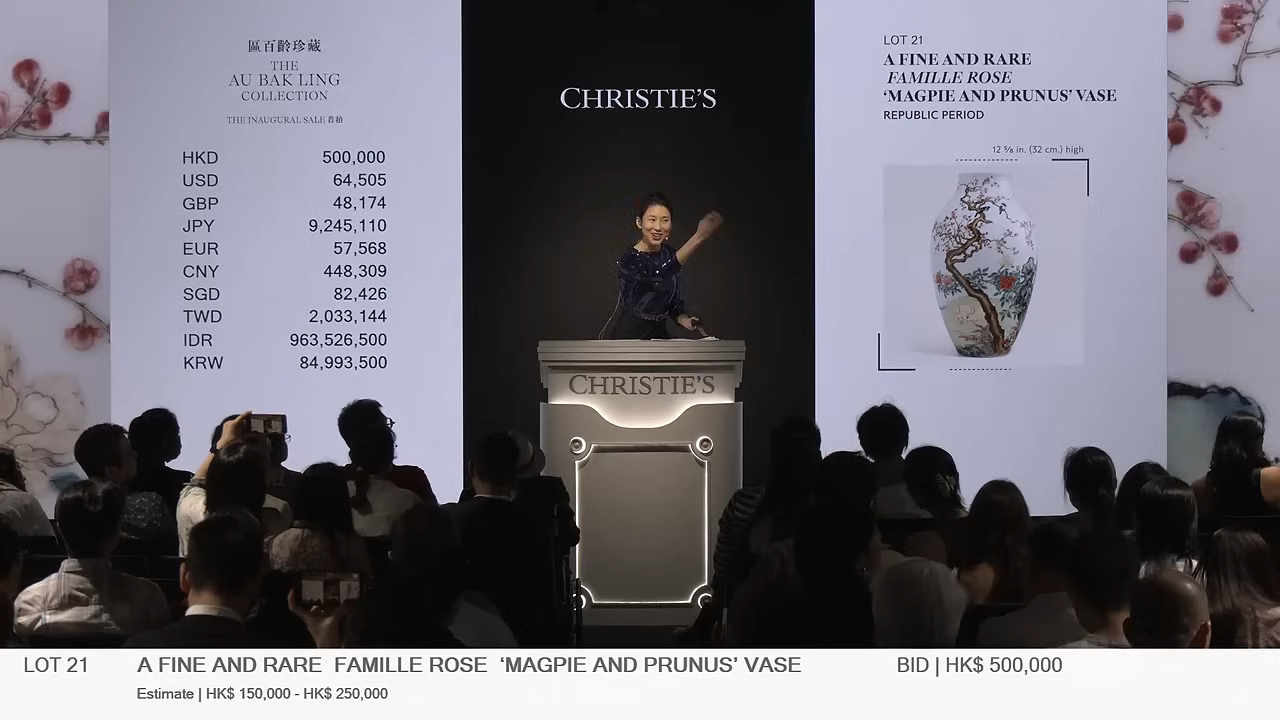 區百齡珍藏
THE
AU BAK LING
COLLECTION
THE INAUGURAL SALE 首拍
HKD 500,000
USD 64,505
GBP 48,174
JPY 9,245,110
EUR 57,568
CNY 448,309
SGD 82,426
TWD 2,033,144
IDR 963,526,500
KRW 84,993,500
CHRISTIE'S
CHRISTIE'S
LOT 21
A FINE AND RARE
FAMILLE ROSE
‘MAGPIE AND PRUNUS’ VASE
REPUBLIC PERIOD
12 ⅝ in. (32 cm.) high
LOT 21 A FINE AND RARE FAMILLE ROSE ‘MAGPIE AND PRUNUS’ VASE BID | HK$ 500,000
Estimate | HK$ 150,000 - HK$ 250,000